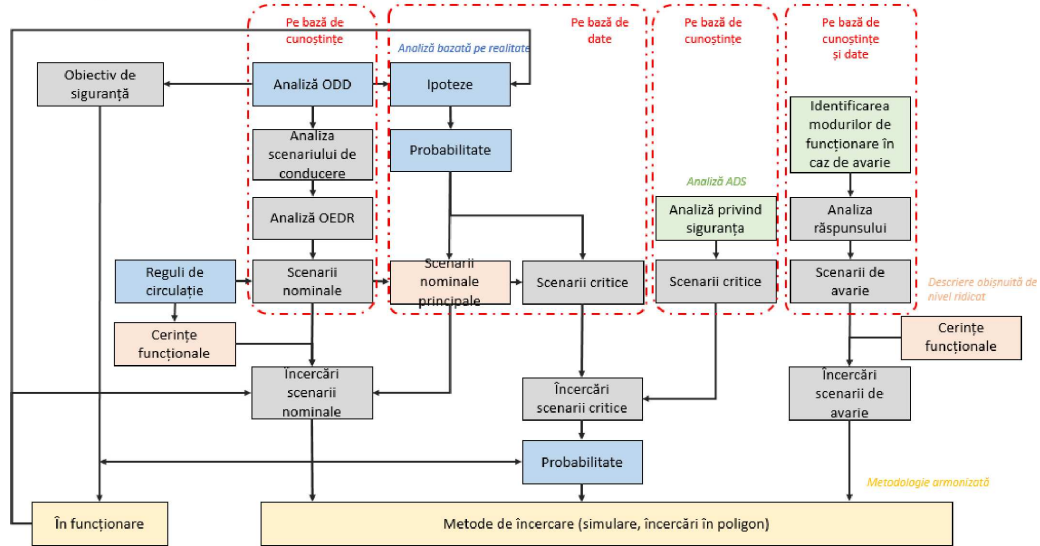 Pe bază de
cunoștințe
Pe bază de
date
Pe bază de
cunoștințe
Pe bază de
cunoștințe
și date
Analiză bazată pe realitate
Obiectiv de
siguranță
Analiză ODD
Ipoteze
Identificarea
modurilor de
funcționare în
caz de avarie
Analiza
scenariului de
conducere
Probabilitate
Analiză ADS
Analiză OEDR
Analiză privind
siguranța
Analiza
răspunsului
Reguli de
circulație
Scenarii
nominale
Scenarii
nominale
principale
Scenarii critice
Scenarii critice
Scenarii de
avarie
Descriere obișnuită de
nivel ridicat
Cerințe
funcționale
Cerințe
funcționale
Încercări
scenarii
nominale
Încercări
scenarii critice
Încercări
scenarii de
avarie
Probabilitate
Metodologie armonizată
În funcționare
Metode de încercare (simulare, încercări în poligon)